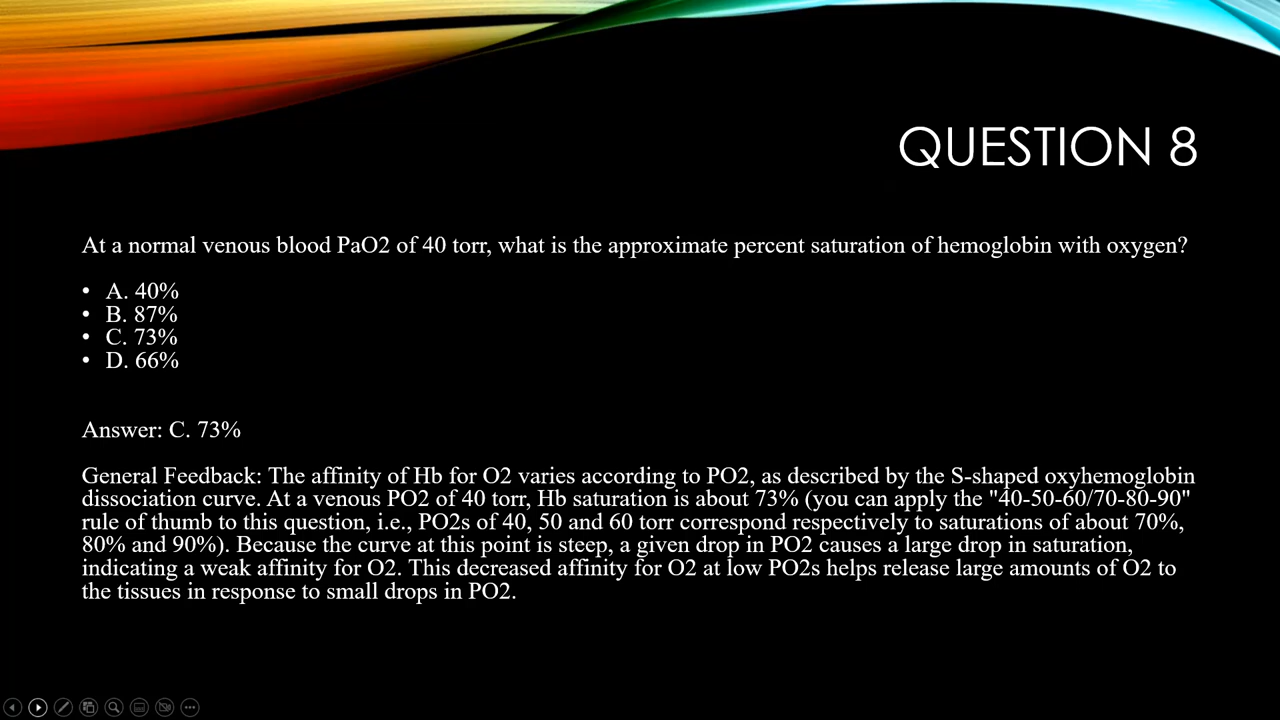 QUESTION 8
At a normal venous blood PaO2 of 40 torr, what is the approximate percent saturation of hemoglobin with oxygen?
• A. 40%
• B. 87%
• C. 73%
• D. 66%
Answer: C. 73%
General Feedback: The affinity of Hb for O2 varies according to PO2, as described by the S-shaped oxyhemoglobin
dissociation curve. At a venous PO2 of 40 torr, Hb saturation is about 73% (you can apply the "40-50-60/70-80-90"
rule of thumb to this question, i.e., PO2s of 40, 50 and 60 torr correspond respectively to saturations of about 70%,
80% and 90%). Because the curve at this point is steep, a given drop in PO2 causes a large drop in saturation,
indicating a weak affinity for O2. This decreased affinity for O2 at low PO2s helps release large amounts of O2 to
the tissues in response to small drops in PO2.